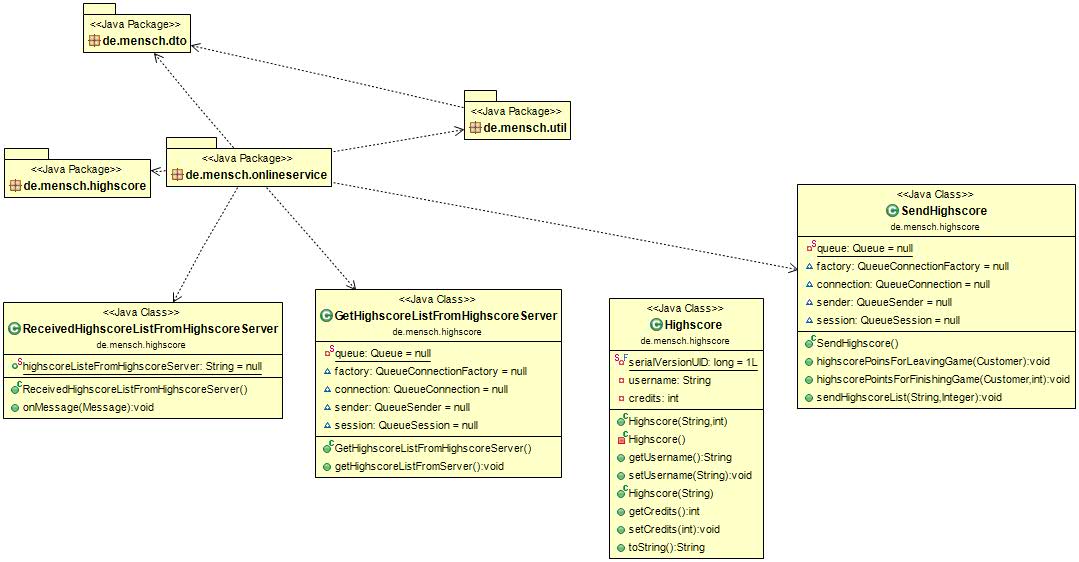 <<Java Package>>
de.mensch.dto
<<Java Package>>
de.mensch.util
<<Java Package>>
de.mensch.onlineservice
<<Java Package>>
de.mensch.highscore
<<Java Class>>
SendHighscore
de.mensch.highscore
queue: Queue = null
factory: QueueConnectionFactory = null
connection: QueueConnection = null
sender: QueueSender = null
session: QueueSession = null
SendHighscore()
highscorePoinsForLeavingGame(Customer):void
highscorePointsForFinishingGame(Customer,int):void
sendHighscoreList(String,Integer):void
<<Java Class>>
ReceivedHighscoreListFromHighscoreServer
de.mensch.highscore
highscoreListeFromHighscoreServer: String = null
ReceivedHighscoreListFromHighscoreServer()
onMessage(Message):void
<<Java Class>>
GetHighscoreListFromHighscoreServer
de.mensch.highscore
queue: Queue = null
factory: QueueConnectionFactory = null
connection: QueueConnection = null
sender: QueueSender = null
session: QueueSession = null
GetHighscoreListFromHighscoreServer()
getHighscoreListFromServer():void
<<Java Class>>
Highscore
de.mensch.highscore
serialVersionUID: long = 1L
username: String
credits: int
Highscore(String,int)
Highscore()
getUsername():String
setUsername(String):void
Highscore(String)
getCredits():int
setCredits(int):void
toString():String